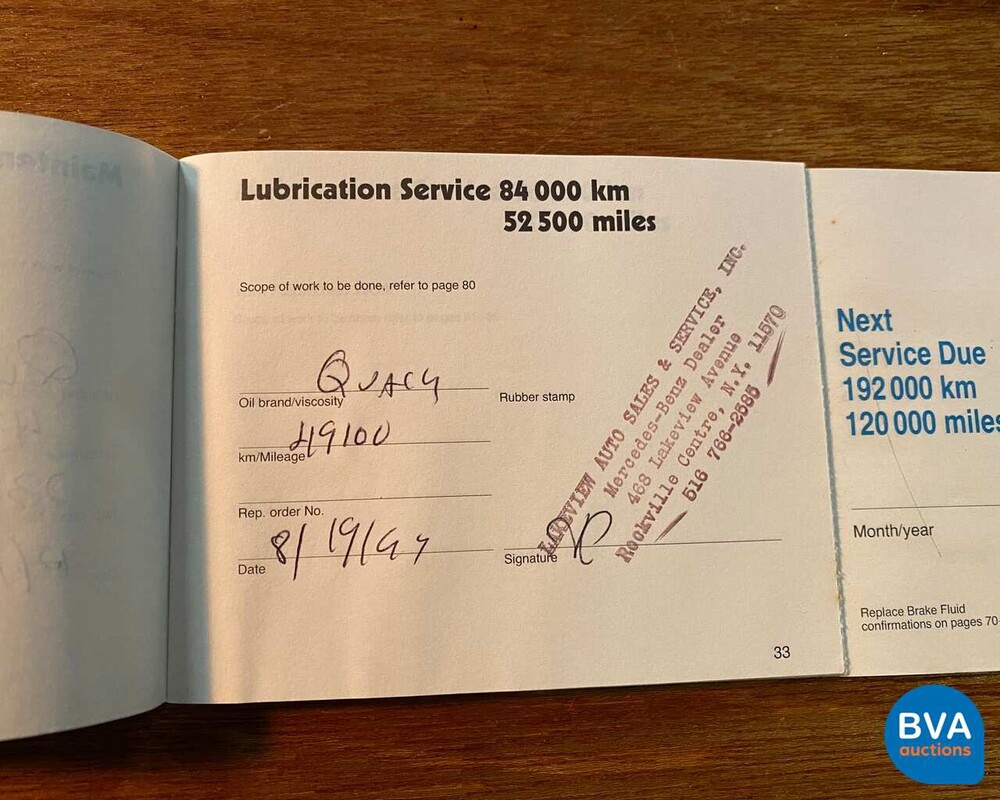 Lubrication Service 84 000 km
52 500 miles
Scope of work to be done, refer to page 80
Oil brand/viscosity
49100
km/Mileage
Rep. order No.
8/19/97
Date
Rubber stamp
LAKEVIEW AUTO SALES & SERVICE, INC.
Mercedes-Benz Dealer
468 Lakeview Avenue
Rockville Centre, N.Y. 11570
516 766-2585
Signature
33
Next
Service Due
192 000 km
120 000 miles
Month/year
Replace Brake Fluid
confirmations on pages 70-
BVA
auctions